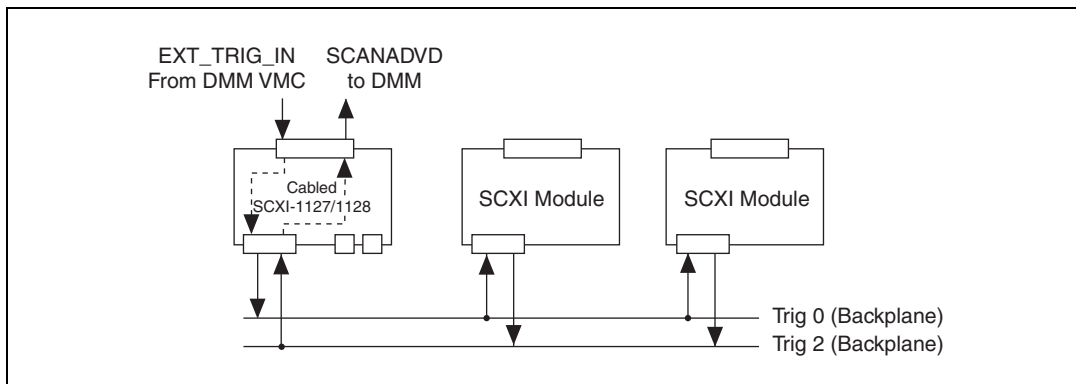 EXT_TRIG_IN
From DMM VMC
SCANADVD
to DMM
Cabled
SCXI-1127/1128
SCXI Module
SCXI Module
Trig 0 (Backplane)
Trig 2 (Backplane)